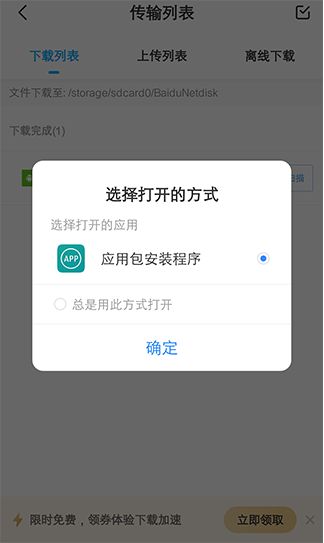 传输列表
下载列表
上传列表
离线下载
文件下载至: /storage/sdcard0/BaiduNetdisk
下载完成(1)
选择打开的方式
选择打开的应用
APP
应用包安装程序
总是用此方式打开
确定
限时免费，领券体验下载加速
立即领取